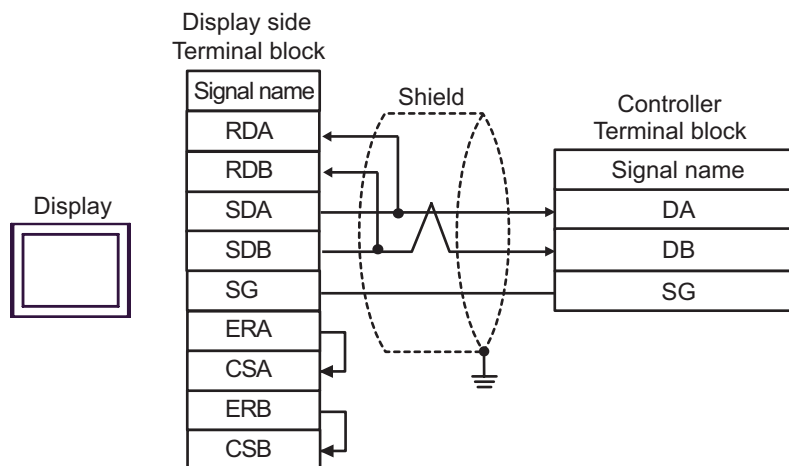 Display side
Terminal block
Signal name
RDA
RDB
SDA
SDB
SG
ERA
CSA
ERB
CSB
Display
Shield
Controller
Terminal block
Signal name
DA
DB
SG